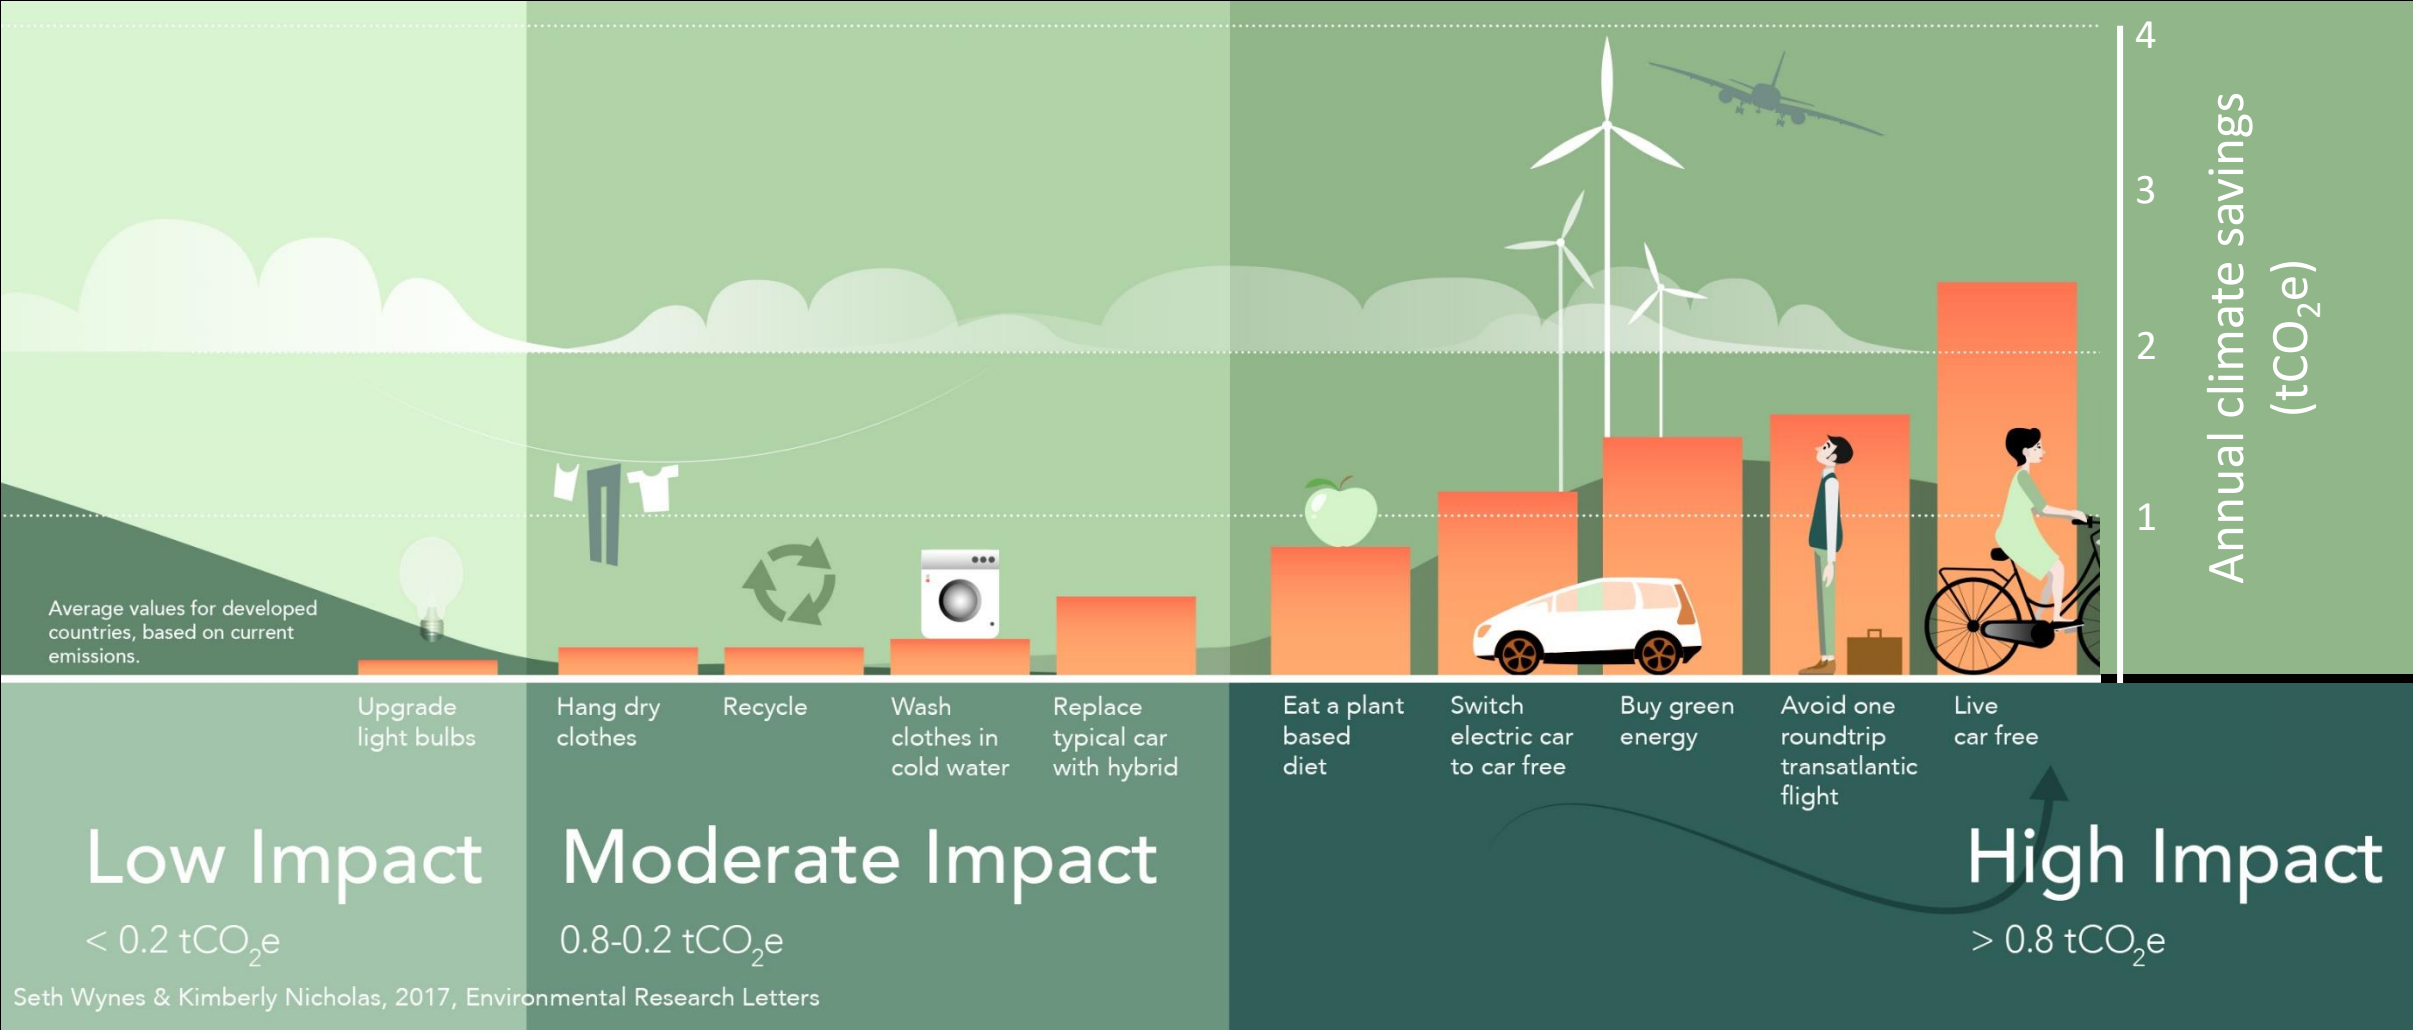 4
3
2
1
Annual climate savings
(tCO₂e)
Average values for developed
countries, based on current
emissions.
Upgrade
light bulbs
Hang dry
clothes
Recycle
Wash
clothes in
cold water
Replace
typical car
with hybrid
Eat a plant
based
diet
Switch
electric car
to car free
Buy green
energy
Avoid one
roundtrip
transatlantic
flight
Live
car free
Low Impact
< 0.2 tCO₂e
Moderate Impact
0.8-0.2 tCO₂e
High Impact
> 0.8 tCO₂e
Seth Wynes & Kimberly Nicholas, 2017, Environmental Research Letters